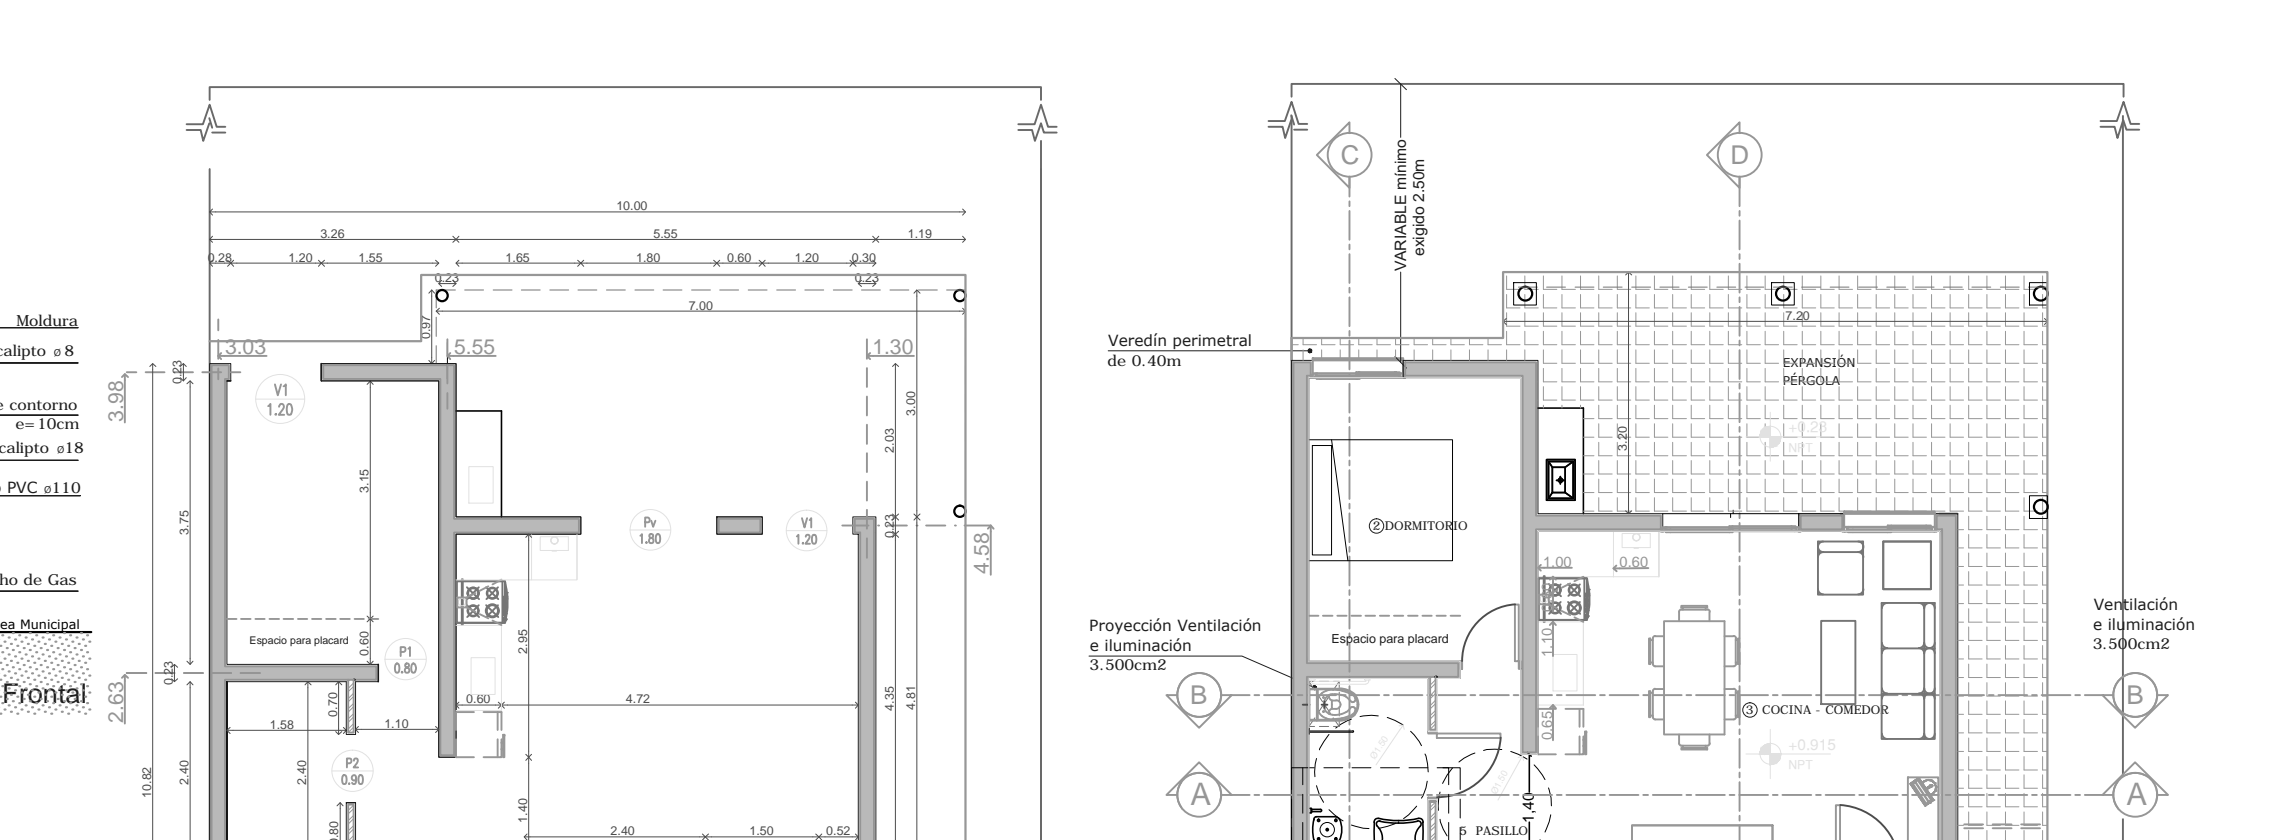 Moldura
calipto ø8
e contorno
e=10cm
calipto ø18
PVC ø110
ho de Gas
ea Municipal
Frontal
10.00
3.26
5.55
1.19
0.28
1.20
1.55
1.65
1.80
0.60
1.20
0.30
0.23
0.23
7.00
0.97
3.03
5.55
1.30
0.23
3.98
V1
1.20
3.00
2.03
3.15
3.75
Pv
1.80
V1
1.20
0.23
4.58
Espacio para placard
0.60
P1
0.80
2.95
0.23
2.63
0.70
1.58
1.10
0.60
4.72
4.35
4.81
P2
0.90
10.82
2.40
2.40
0.80
1.40
2.40
1.50
0.52
C
D
VARIABLE mínimo
exigido 2.50m
Veredín perimetral
de 0.40m
7.20
EXPANSIÓN
PÉRGOLA
+0.28
NPT
3.20
2 DORMITORIO
1.00
0.60
1.10
0.65
Espacio para placard
Proyección Ventilación
e iluminación
3.500cm2
Ventilación
e iluminación
3.500cm2
B
B
3 COCINA - COMEDOR
+0.915
NPT
Ø1.50
Ø1.50
A
A
1,40
5 PASILLO